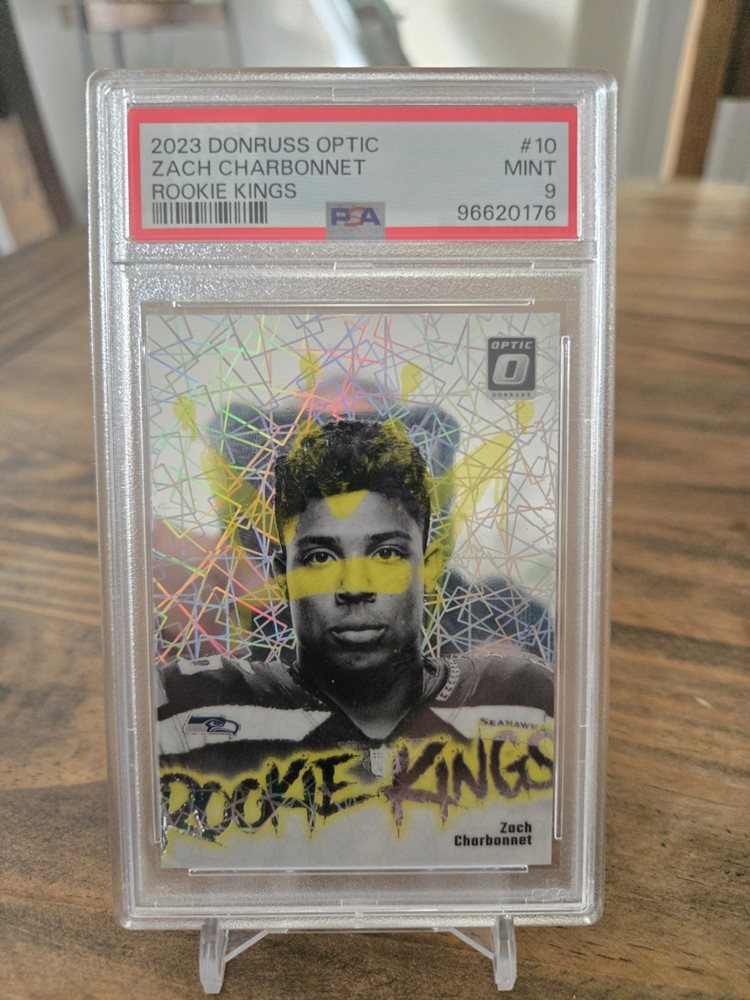 2023 DONRUSS OPTIC #10
ZACH CHARBONNET MINT
ROOKIE KINGS 9
PSA 96620176
OPTIC
O
DONRUSS
SEAHAWKS
ROOKIE KINGS
Zach
Charbonnet